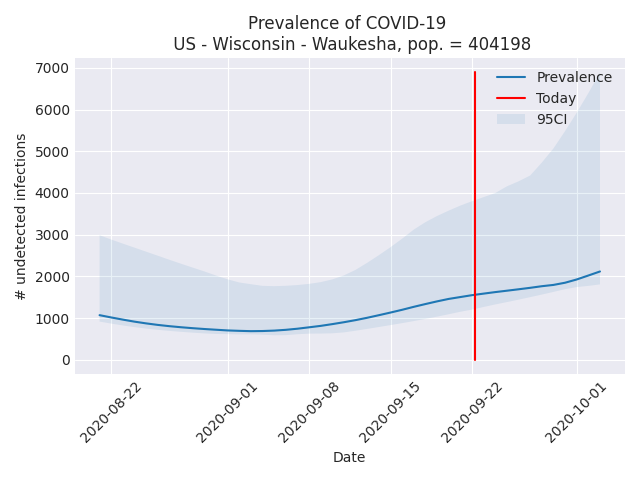 Prevalence of COVID-19
US - Wisconsin - Waukesha, pop. = 404198
7000
6000
5000
4000
3000
2000
1000
0
# undetected infections
Prevalence
Today
95CI
2020-08-22
2020-09-01
2020-09-08
2020-09-15
2020-09-22
2020-10-01
Date